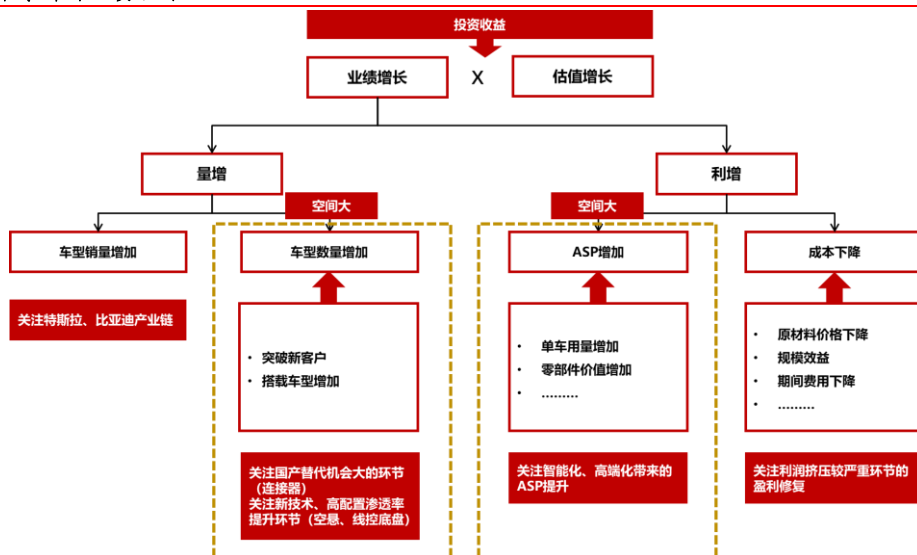 投资收益
业绩增长
X
估值增长
量增
利增
空间大
空间大
车型销量增加
车型数量增加
ASP增加
成本下降
关注特斯拉、比亚迪产业链
• 突破新客户
• 搭载车型增加
• 单车用量增加
• 零部件价值增加
• ………
• 原材料价格下降
• 规模效益
• 期间费用下降
• ………
关注国产替代机会大的环节
（连接器）
关注新技术、高配置渗透率
提升环节（空悬、线控底盘）
关注智能化、高端化带来的
ASP提升
关注利润挤压较严重环节的
盈利修复